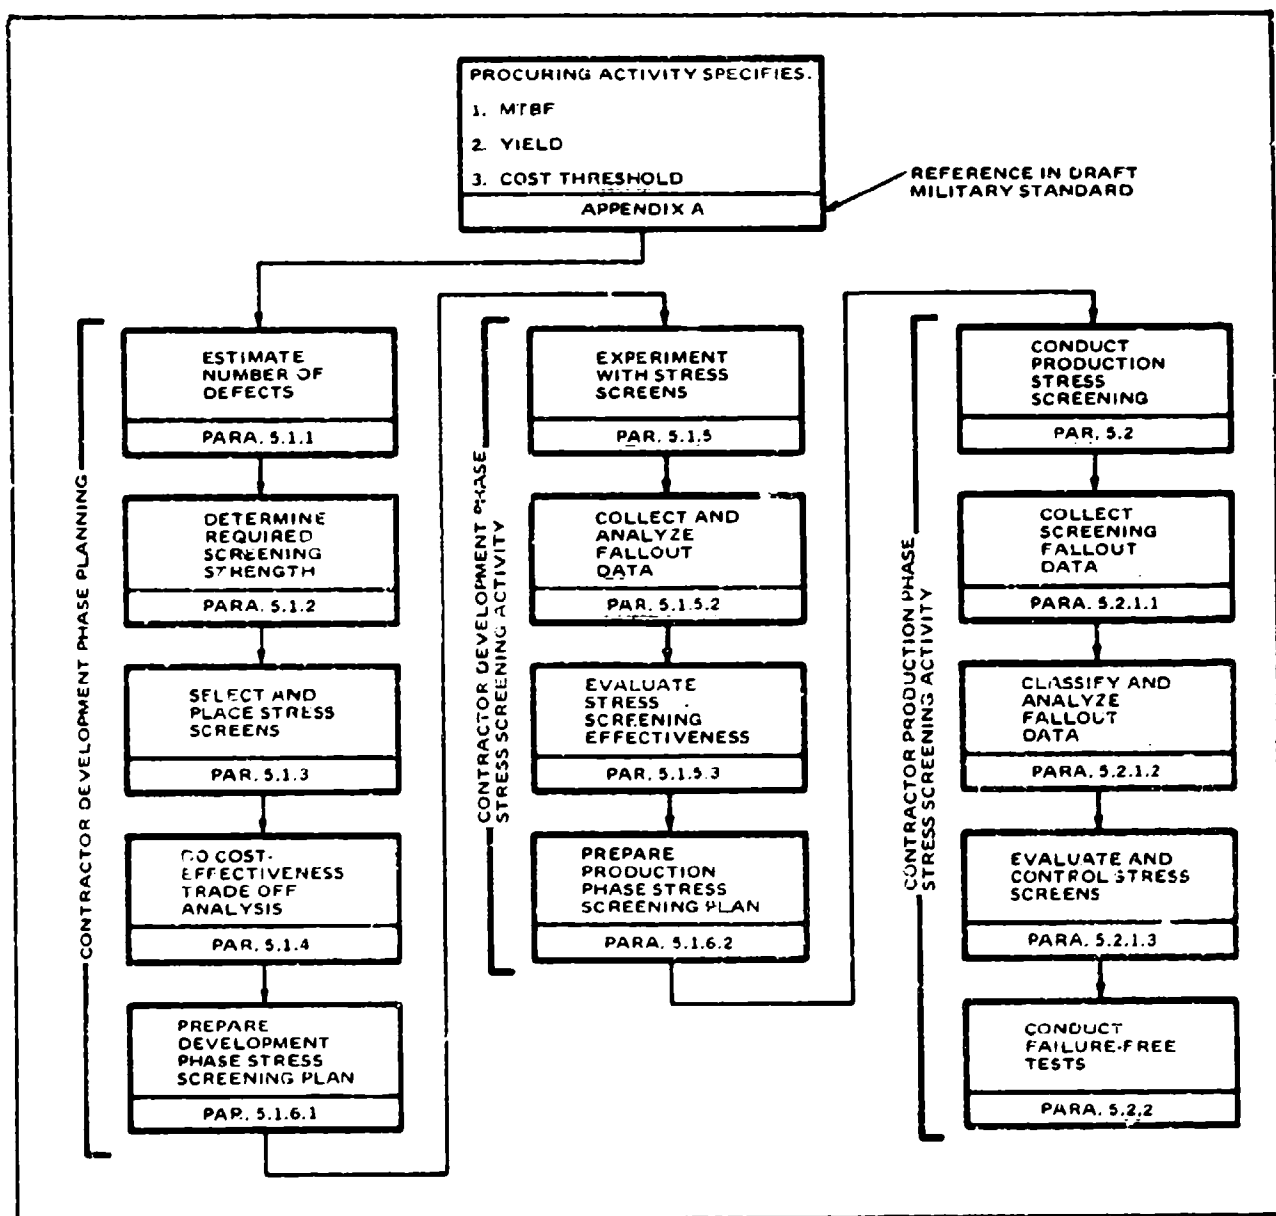 PROCURING ACTIVITY SPECIFIES.
1. MTBF
2. YIELD
3. COST THRESHOLD
APPENDIX A
REFERENCE IN DRAFT
MILITARY STANDARD
CONTRACTOR DEVELOPMENT PHASE PLANNING
ESTIMATE
NUMBER OF
DEFECTS
PARA. 5.1.1
DETERMINE
REQUIRED
SCREENING
STRENGTH
PARA. 5.1.2
SELECT AND
PLACE STRESS
SCREENS
PAR. 5.1.3
DO COST-
EFFECTIVENESS
TRADE OFF
ANALYSIS
PAR. 5.1.4
PREPARE
DEVELOPMENT
PHASE STRESS
SCREENING PLAN
PAR. 5.1.6.1
CONTRACTOR DEVELOPMENT PHASE
STRESS SCREENING ACTIVITY
EXPERIMENT
WITH STRESS
SCREENS
PAR. 5.1.5
COLLECT AND
ANALYZE
FALLOUT
DATA
PAR. 5.1.5.2
EVALUATE
STRESS
SCREENING
EFFECTIVENESS
PAR. 5.1.5.3
PREPARE
PRODUCTION
PHASE STRESS
SCREENING PLAN
PARA. 5.1.6.2
CONTRACTOR PRODUCTION PHASE
STRESS SCREENING ACTIVITY
CONDUCT
PRODUCTION
STRESS
SCREENING
PAR. 5.2
COLLECT
SCREENING
FALLOUT
DATA
PARA. 5.2.1.1
CLASSIFY AND
ANALYZE
FALLOUT
DATA
PARA. 5.2.1.2
EVALUATE AND
CONTROL STRESS
SCREENS
PARA. 5.2.1.3
CONDUCT
FAILURE-FREE
TESTS
PARA. 5.2.2